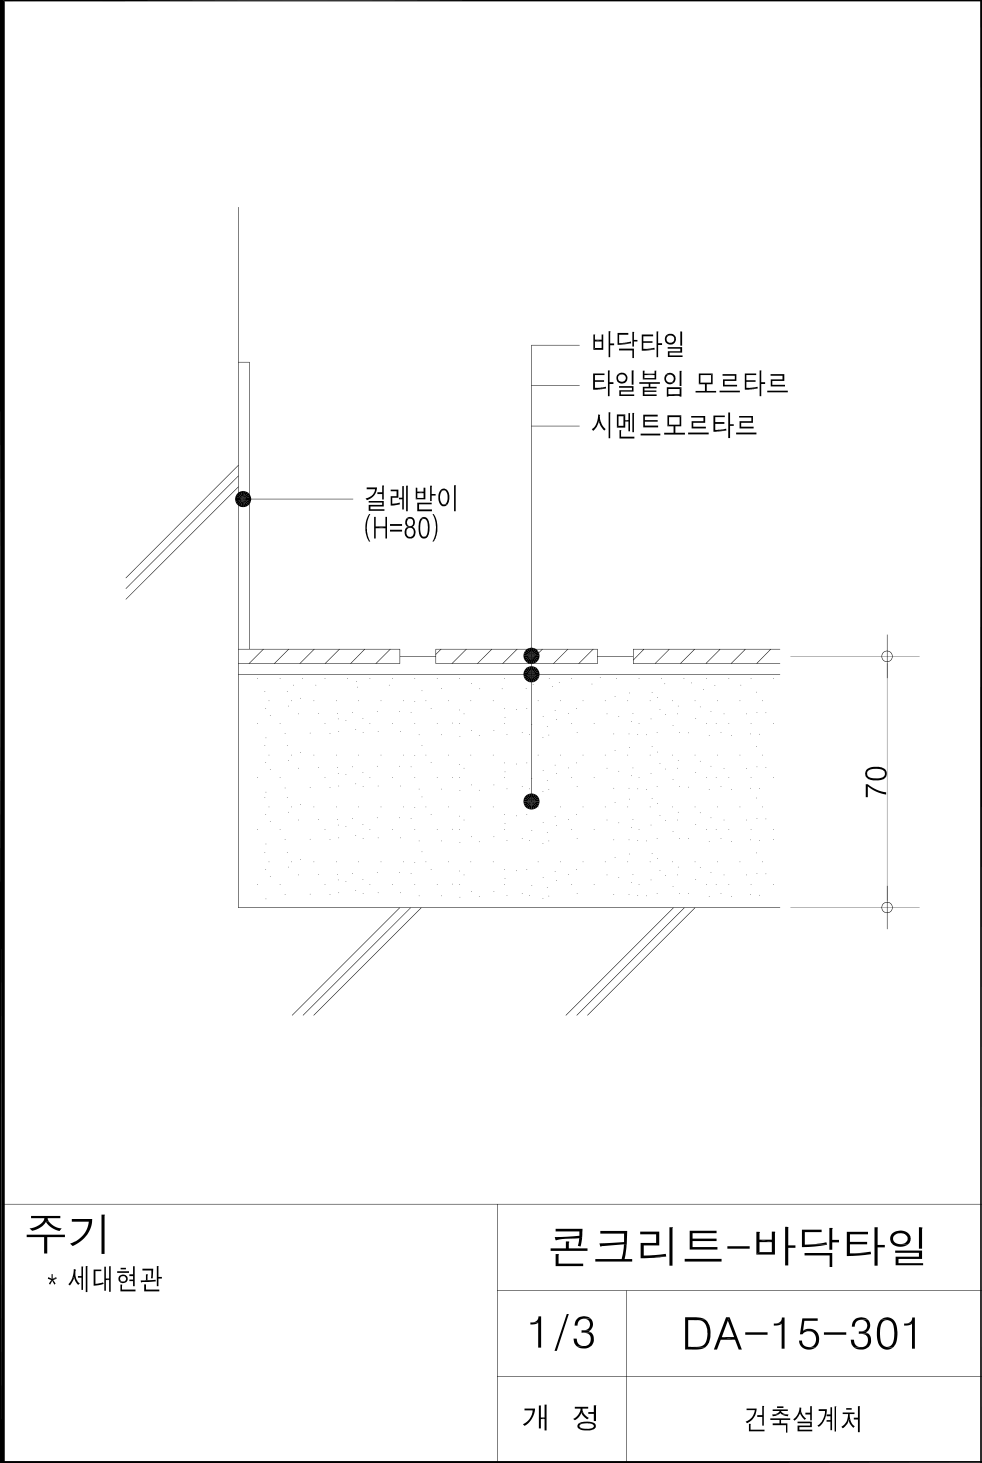 바닥타일
타일붙임 모르타르
시멘트모르타르
걸레받이
(H=80)
70
주기
* 세대현관
콘크리트-바닥타일
1/3
DA-15-301
개 정
건축설계처